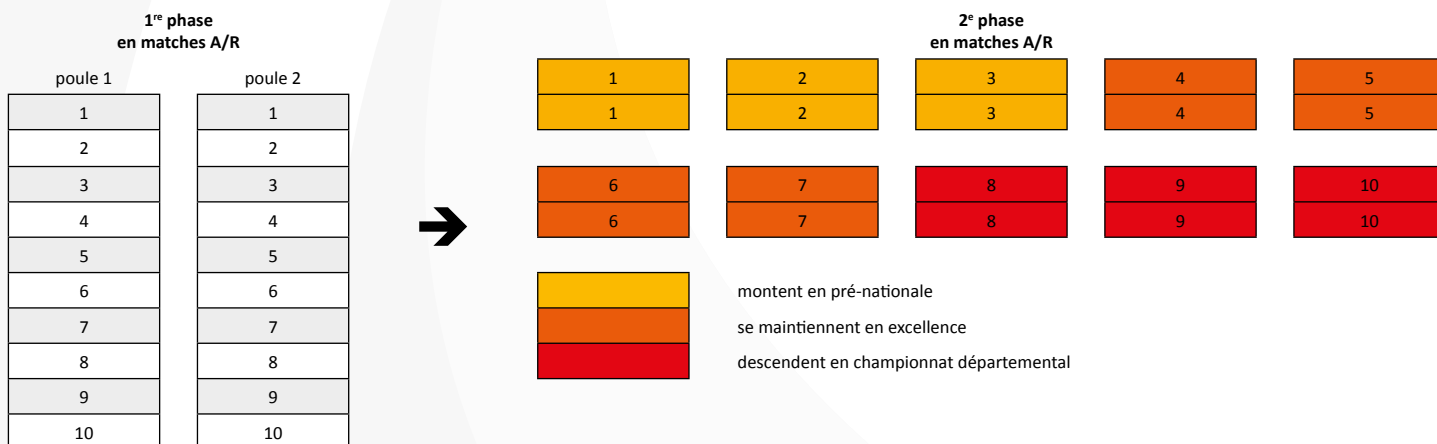 1re phase
en matches A/R
poule 1 poule 2
1 1
2 2
3 3
4 4
5 5
6 6
7 7
8 8
9 9
10 10
2e phase
en matches A/R
1 2 3 4 5
1 2 3 4 5
6 7 8 9 10
6 7 8 9 10
montent en pré-nationale
se maintiennent en excellence
descendent en championnat départemental